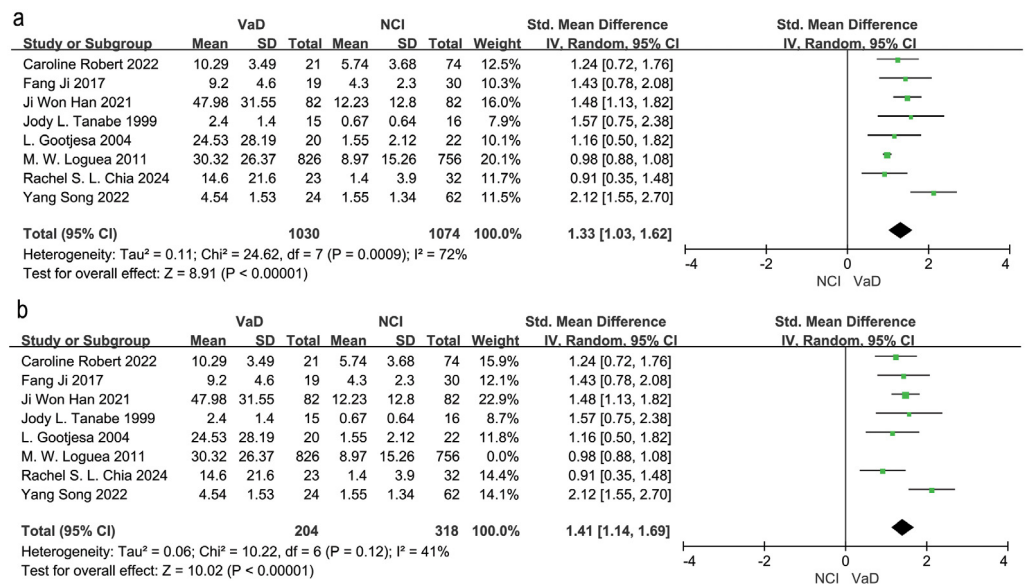 a
VaD NCI Std. Mean Difference Std. Mean Difference
Study or Subgroup Mean SD Total Mean SD Total Weight IV, Random, 95% CI IV, Random, 95% CI
Caroline Robert 2022 10.29 3.49 21 5.74 3.68 74 12.5% 1.24 [0.72, 1.76]
Fang Ji 2017 9.2 4.6 19 4.3 2.3 30 10.3% 1.43 [0.78, 2.08]
Ji Won Han 2021 47.98 31.55 82 12.23 12.8 82 16.0% 1.48 [1.13, 1.82]
Jody L. Tanabe 1999 2.4 1.4 15 0.67 0.64 16 7.9% 1.57 [0.75, 2.38]
L. Gootjesa 2004 24.53 28.19 20 1.55 2.12 22 10.1% 1.16 [0.50, 1.82]
M. W. Loguea 2011 30.32 26.37 826 8.97 15.26 756 20.1% 0.98 [0.88, 1.08]
Rachel S. L. Chia 2024 14.6 21.6 23 1.4 3.9 32 11.7% 0.91 [0.35, 1.48]
Yang Song 2022 4.54 1.53 24 1.55 1.34 62 11.5% 2.12 [1.55, 2.70]
Total (95% CI) 1030 1074 100.0% 1.33 [1.03, 1.62]
Heterogeneity: Tau² = 0.11; Chi² = 24.62, df = 7 (P = 0.0009); I² = 72%
Test for overall effect: Z = 8.91 (P < 0.00001)
-4 -2 0 2 4
NCI VaD
b
VaD NCI Std. Mean Difference Std. Mean Difference
Study or Subgroup Mean SD Total Mean SD Total Weight IV, Random, 95% CI IV, Random, 95% CI
Caroline Robert 2022 10.29 3.49 21 5.74 3.68 74 15.9% 1.24 [0.72, 1.76]
Fang Ji 2017 9.2 4.6 19 4.3 2.3 30 12.1% 1.43 [0.78, 2.08]
Ji Won Han 2021 47.98 31.55 82 12.23 12.8 82 22.9% 1.48 [1.13, 1.82]
Jody L. Tanabe 1999 2.4 1.4 15 0.67 0.64 16 8.7% 1.57 [0.75, 2.38]
L. Gootjesa 2004 24.53 28.19 20 1.55 2.12 22 11.8% 1.16 [0.50, 1.82]
M. W. Loguea 2011 30.32 26.37 826 8.97 15.26 756 0.0% 0.98 [0.88, 1.08]
Rachel S. L. Chia 2024 14.6 21.6 23 1.4 3.9 32 14.4% 0.91 [0.35, 1.48]
Yang Song 2022 4.54 1.53 24 1.55 1.34 62 14.1% 2.12 [1.55, 2.70]
Total (95% CI) 204 318 100.0% 1.41 [1.14, 1.69]
Heterogeneity: Tau² = 0.06; Chi² = 10.22, df = 6 (P = 0.12); I² = 41%
Test for overall effect: Z = 10.02 (P < 0.00001)
-4 -2 0 2 4
NCI VaD